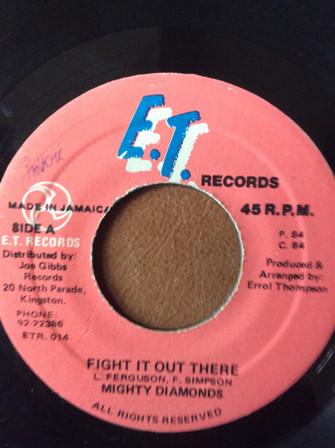 E.T. RECORDS
MADE IN JAMAICA
45 R.P.M.
SIDE A
E.T. RECORDS
Distributed by:
Joe Gibbs
Records
20 North Parade,
Kingston.
PHONE:
92-22386
ETR. 014
P. 84
C. 84
Produced &
Arranged by:
Errol Thompson
FIGHT IT OUT THERE
L. FERGUSON, F. SIMPSON
MIGHTY DIAMONDS
ALL RIGHTS RESERVED